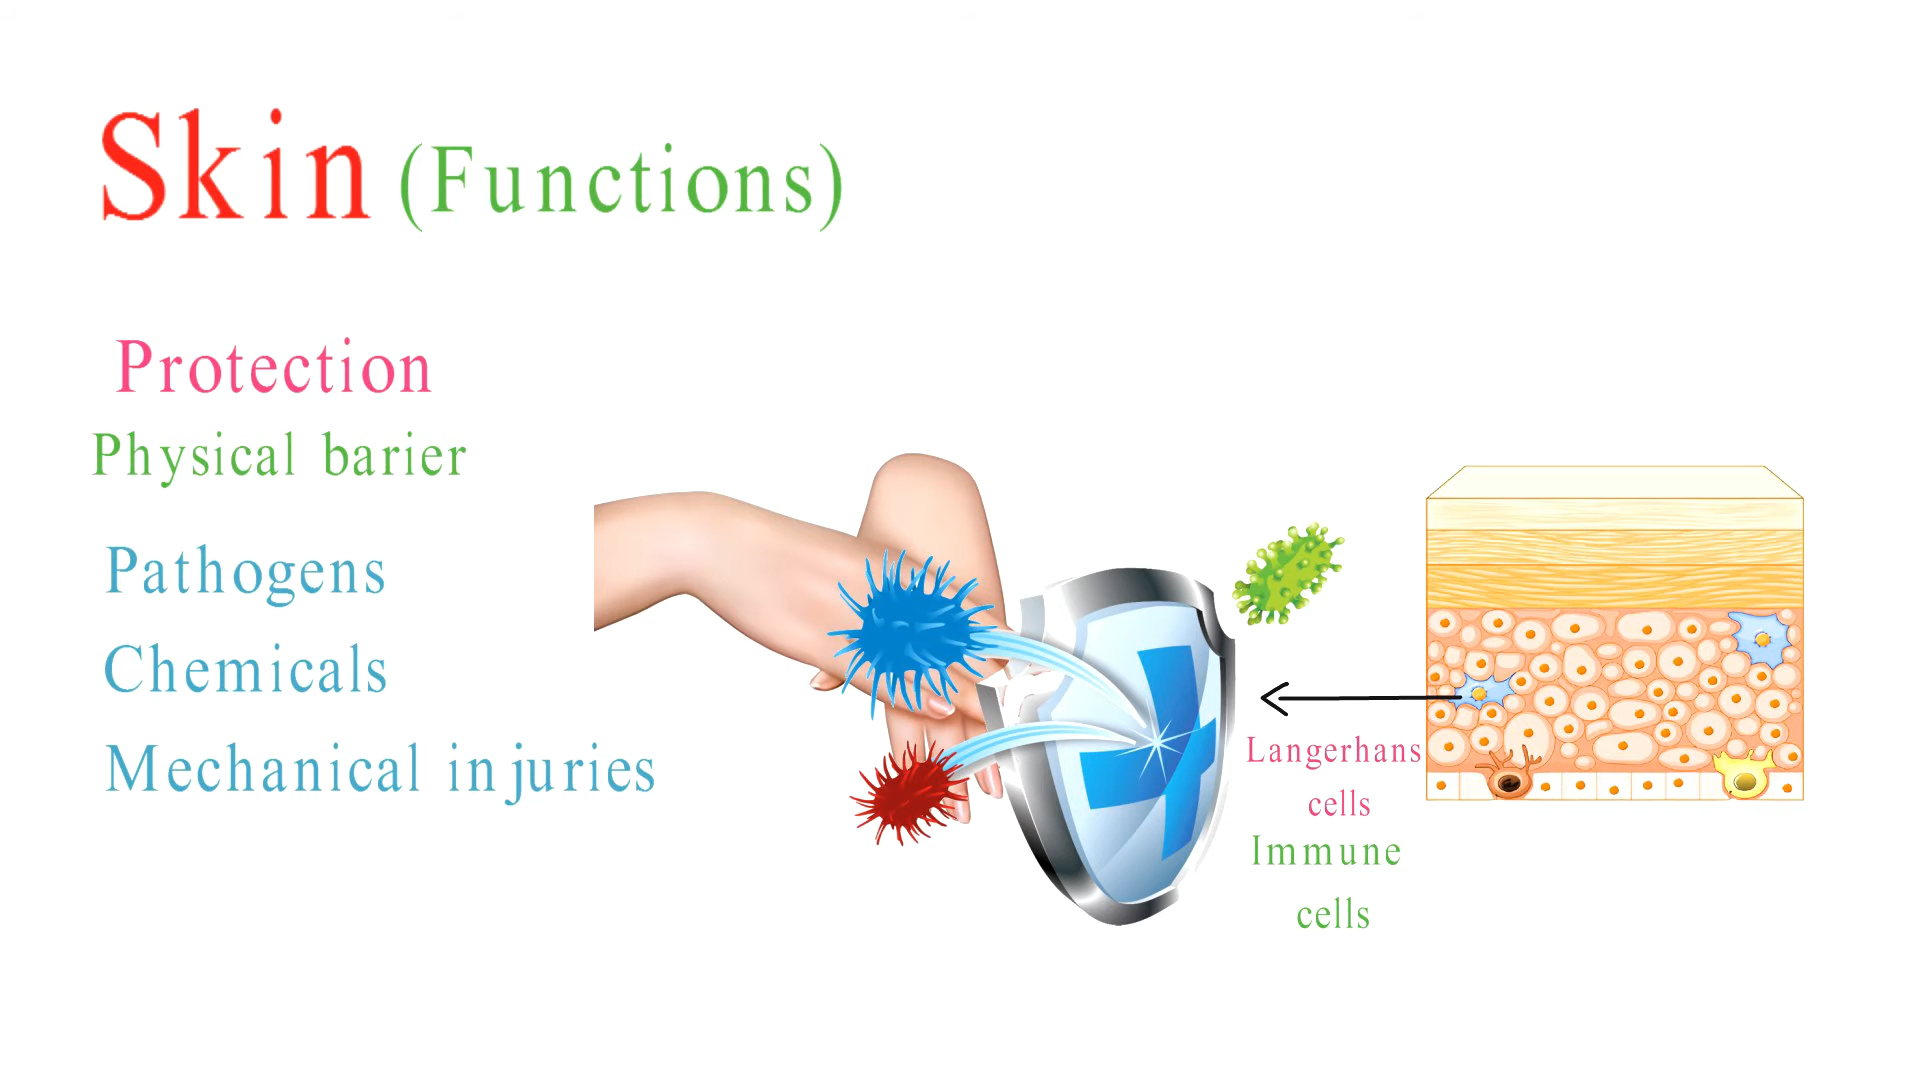 Skin (Functions)
Protection
Physical barier
Pathogens
Chemicals
Mechanical injuries
Langerhans
cells
Immune
cells